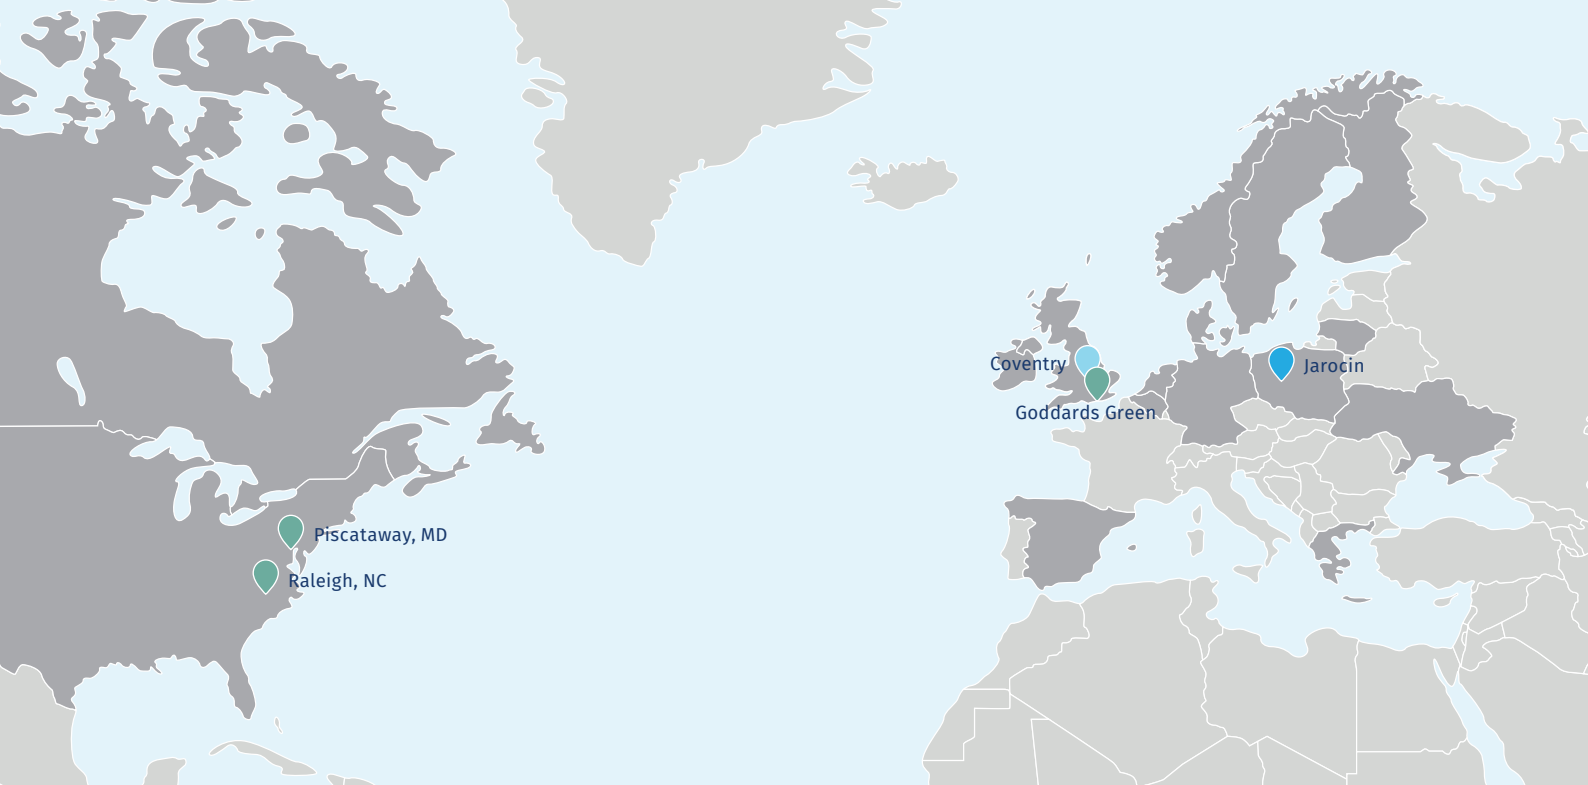 Coventry
Jarocin
Goddards Green
Piscataway, MD
Raleigh, NC